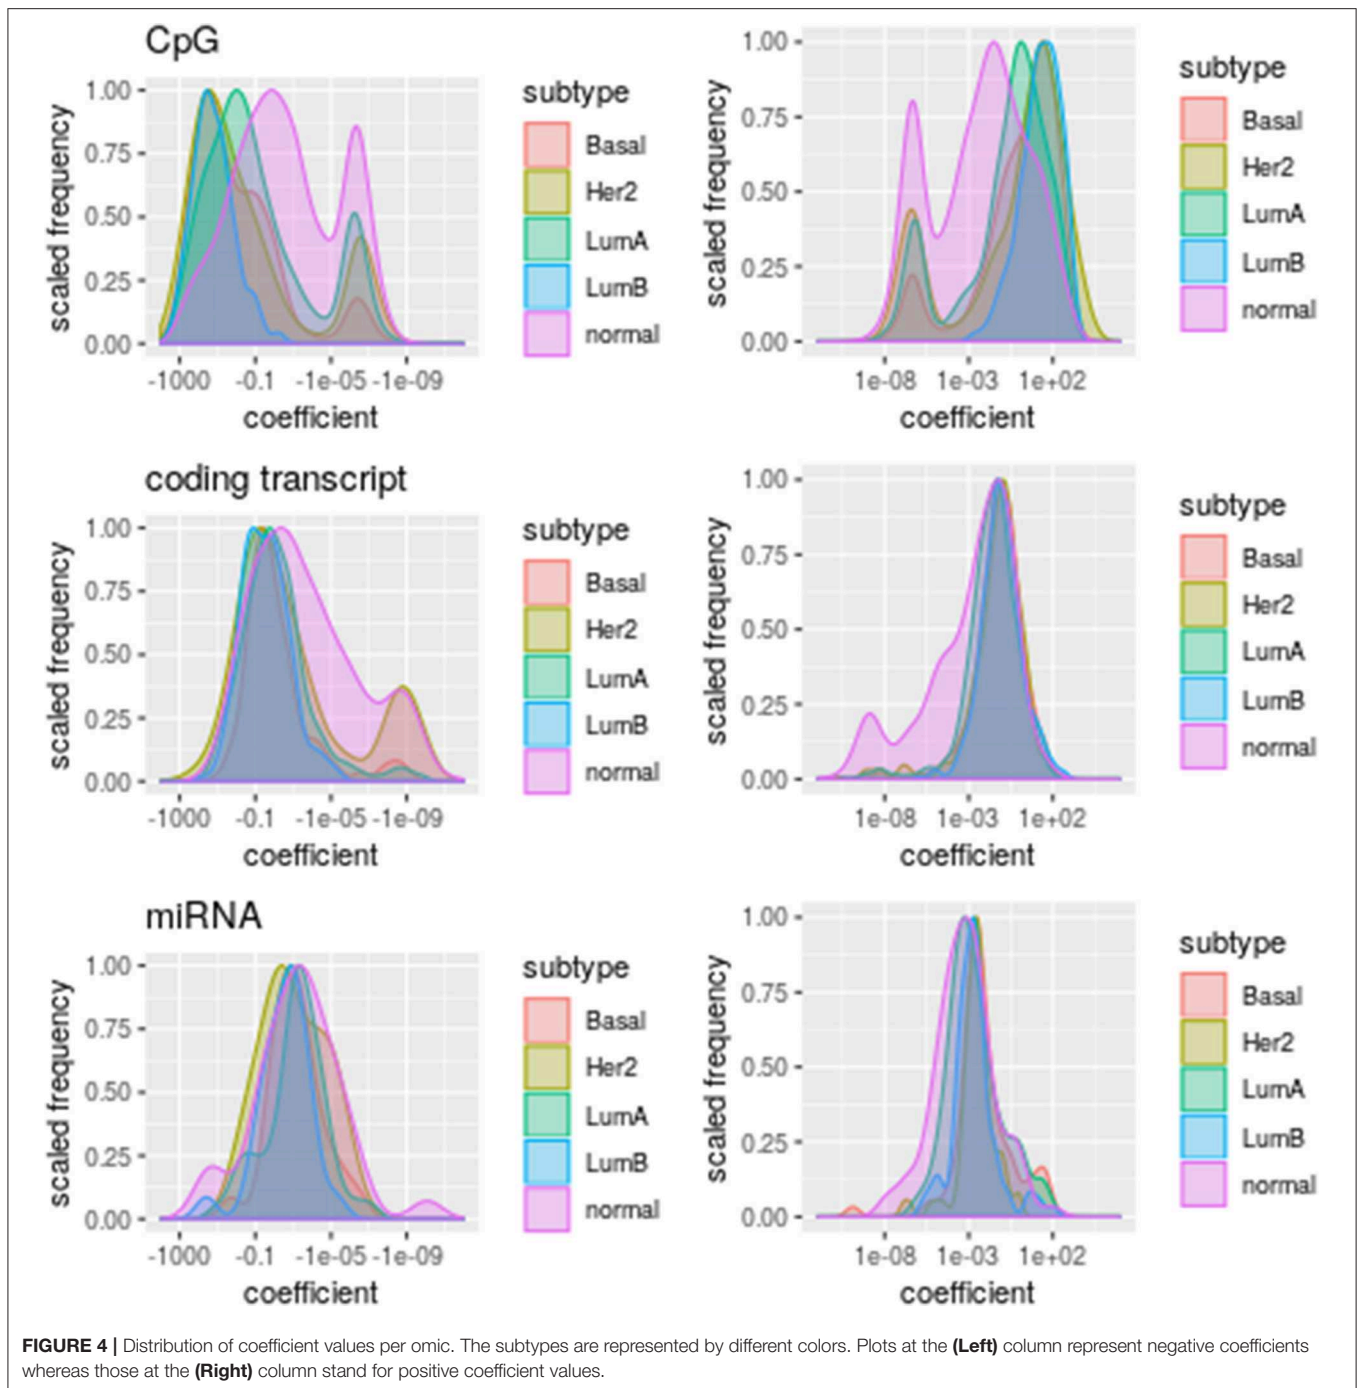 CpG
scaled frequency
1.00
0.75
0.50
0.25
0.00
-1000 -0.1 -1e-05 -1e-09
coefficient
subtype
Basal
Her2
LumA
LumB
normal
scaled frequency
1.00
0.75
0.50
0.25
0.00
1e-08 1e-03 1e+02
coefficient
subtype
Basal
Her2
LumA
LumB
normal
coding transcript
scaled frequency
1.00
0.75
0.50
0.25
0.00
-1000 -0.1 -1e-05 -1e-09
coefficient
subtype
Basal
Her2
LumA
LumB
normal
scaled frequency
1.00
0.75
0.50
0.25
0.00
1e-08 1e-03 1e+02
coefficient
subtype
Basal
Her2
LumA
LumB
normal
miRNA
scaled frequency
1.00
0.75
0.50
0.25
0.00
-1000 -0.1 -1e-05 -1e-09
coefficient
subtype
Basal
Her2
LumA
LumB
normal
scaled frequency
1.00
0.75
0.50
0.25
0.00
1e-08 1e-03 1e+02
coefficient
subtype
Basal
Her2
LumA
LumB
normal
FIGURE 4 | Distribution of coefficient values per omic. The subtypes are represented by different colors. Plots at the (Left) column represent negative coefficients
whereas those at the (Right) column stand for positive coefficient values.